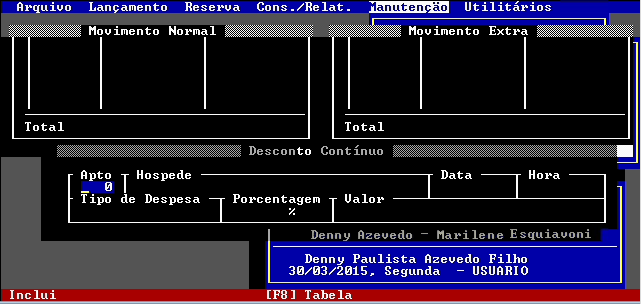 Arquivo Lançamento Reserva Cons./Relat. Manutenção Utilitários
Movimento Normal Movimento Extra
Total Total
Desconto Contínuo
Apto Hospede Data Hora
0
Tipo de Despesa Porcentagem Valor
%
Denny Azevedo - Marilene Esquiavoni
Denny Paulista Azevedo Filho
30/03/2015, Segunda - USUARIO
Inclui [F8] Tabela